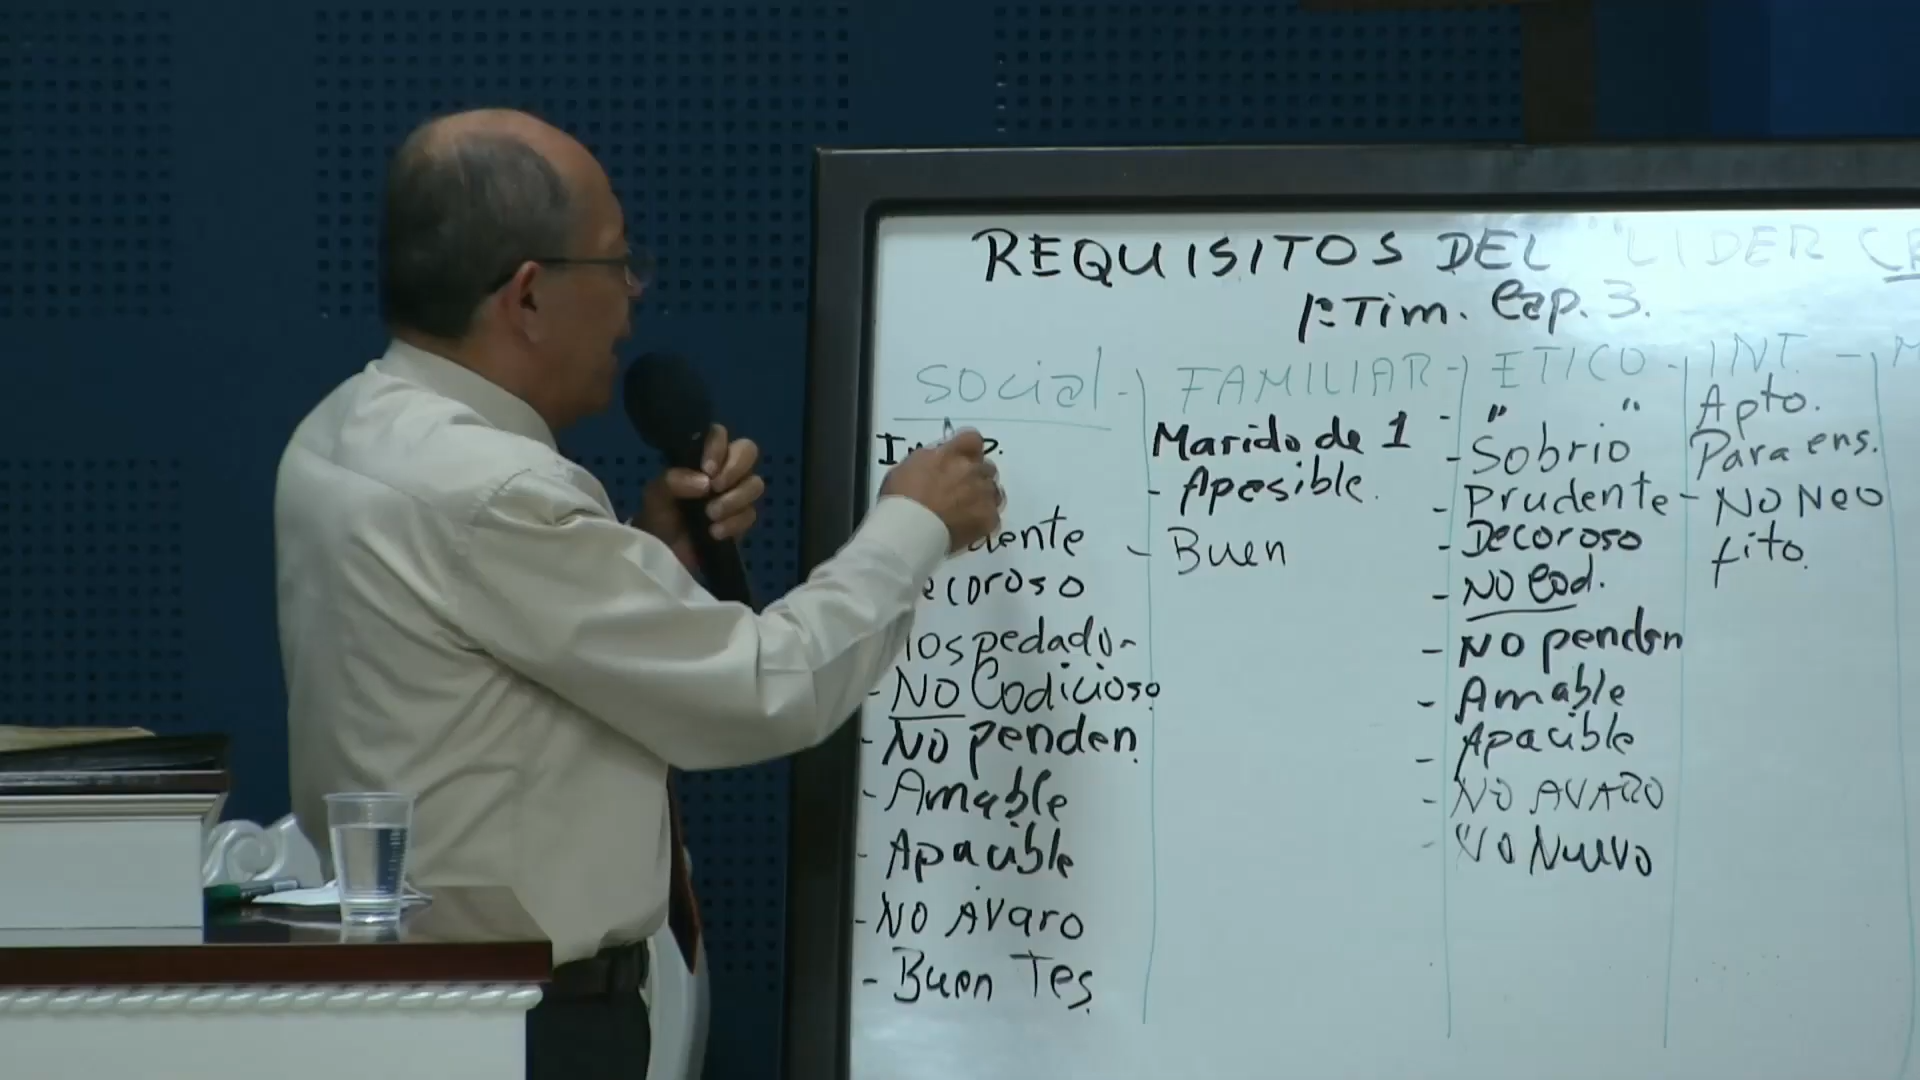 REQUISITOS DEL "LIDER
1ª Tim. Cap. 3.
Social - FAMILIAR - ETICO - INT. -
Marido de 1
- Apesible.
- Buen
ecoroso
ospedador
- NO Codicioso
- NO penden.
- Amable
- Apacible
- NO Avaro
- Buen Tes.
- " "
- Sobrio
- Prudente
- Decoroso
- NO Cod.
- NO penden
- Amable
- Apacible
- NO AVARO
- NO Nuevo
Apto.
Para ens.
- NO Neo
fito.